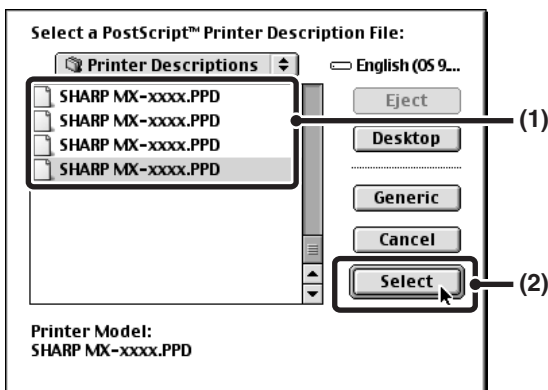 Select a PostScript™ Printer Description File:
Printer Descriptions
English (OS 9....
SHARP MX-xxxx.PPD
SHARP MX-xxxx.PPD
SHARP MX-xxxx.PPD
SHARP MX-xxxx.PPD
Eject
Desktop
Generic
Cancel
Select
(1)
(2)
Printer Model:
SHARP MX-xxxx.PPD